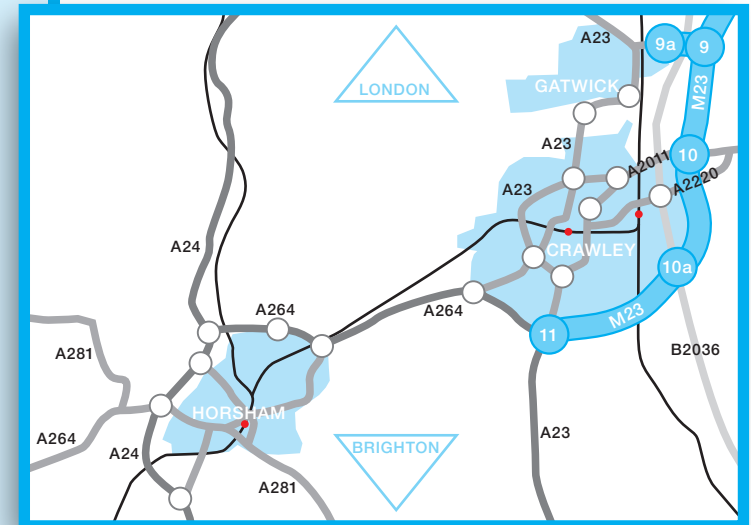 A23
9a
9
GATWICK
LONDON
M23
A23
A2011
10
A23
A2220
A24
CRAWLEY
10a
A264
A264
M23
11
A281
B2036
HORSHAM
A264
A24
BRIGHTON
A23
A281